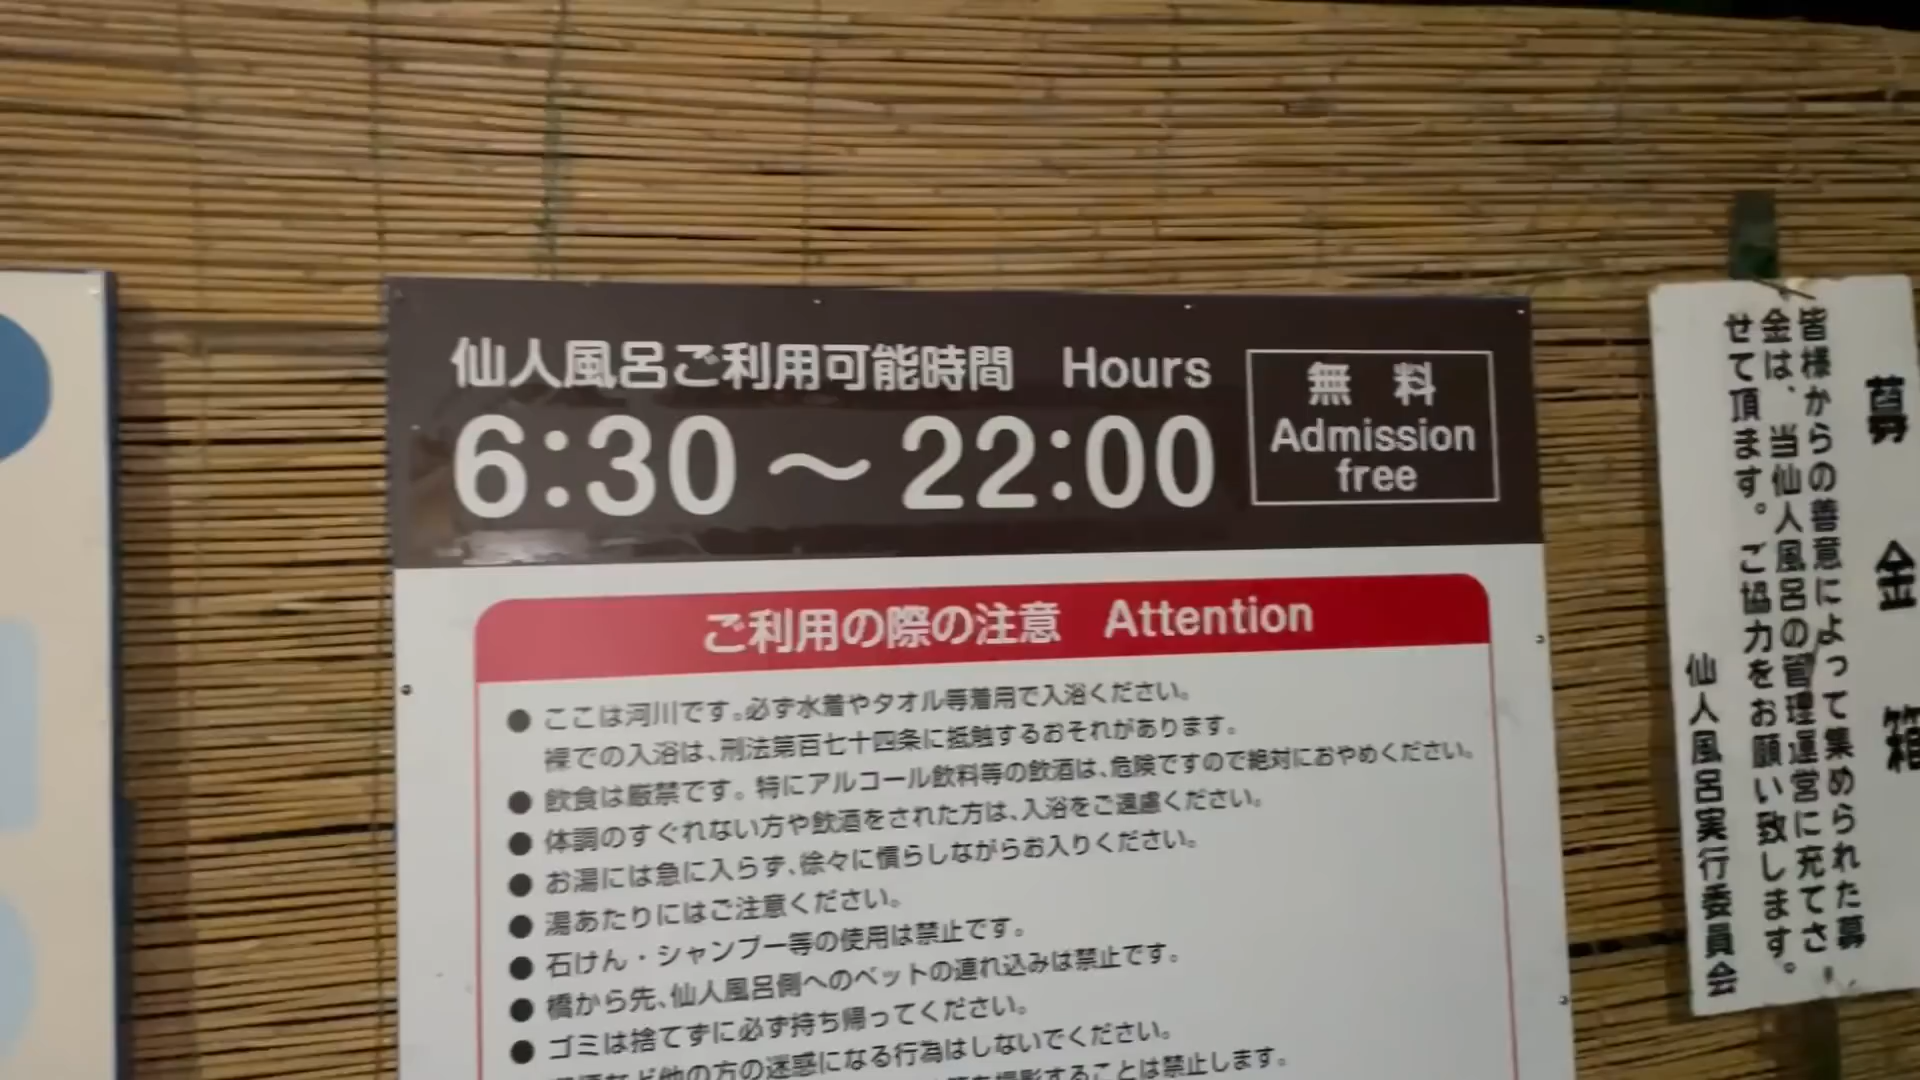 仙人風呂ご利用可能時間 Hours
6:30～22:00
無料
Admission
free
ご利用の際の注意 Attention
● ここは河川です。必ず水着やタオル等着用で入浴ください。
裸での入浴は、刑法第百七十四条に抵触するおそれがあります。
● 飲食は厳禁です。特にアルコール飲料等の飲酒は、危険ですので絶対におやめください。
● 体調のすぐれない方や飲酒をされた方は、入浴をご遠慮ください。
● お湯には急に入らず、徐々に慣らしながらお入りください。
● 湯あたりにはご注意ください。
● 石けん・シャンプー等の使用は禁止です。
● 橋から先、仙人風呂側へのペットの連れ込みは禁止です。
● ゴミは捨てずに必ず持ち帰ってください。
他の方の迷惑になる行為はしないでください。
撮影することは禁止します。
募金箱
皆様からの善意によって集められた募
金は、当仙人風呂の管理運営に充てさ
せて頂ます。ご協力をお願い致します。
仙人風呂実行委員会